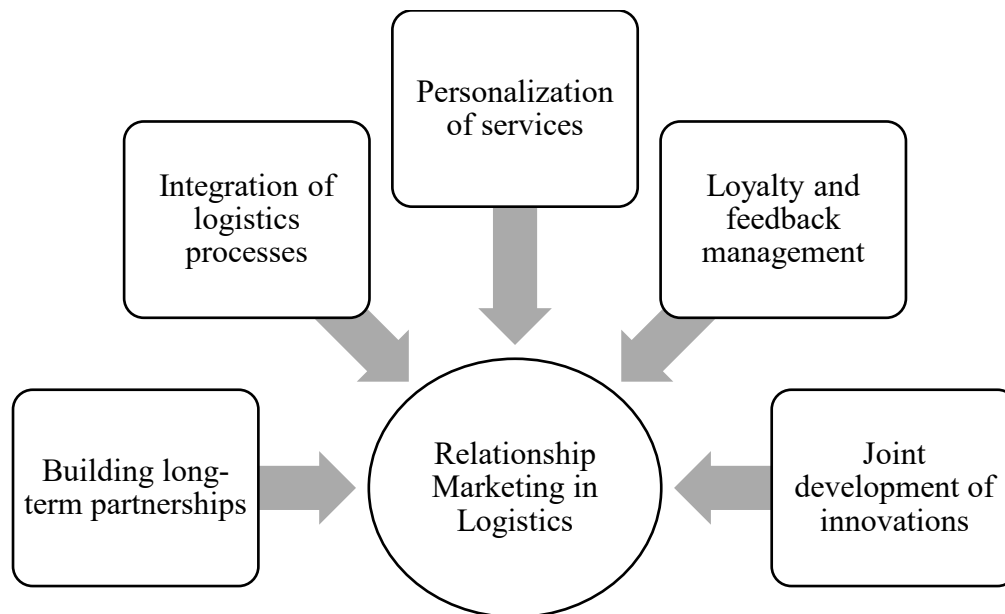 Personalization
of services
Integration of
logistics
processes
Loyalty and
feedback
management
Building long-
term partnerships
Relationship
Marketing in
Logistics
Joint
development of
innovations